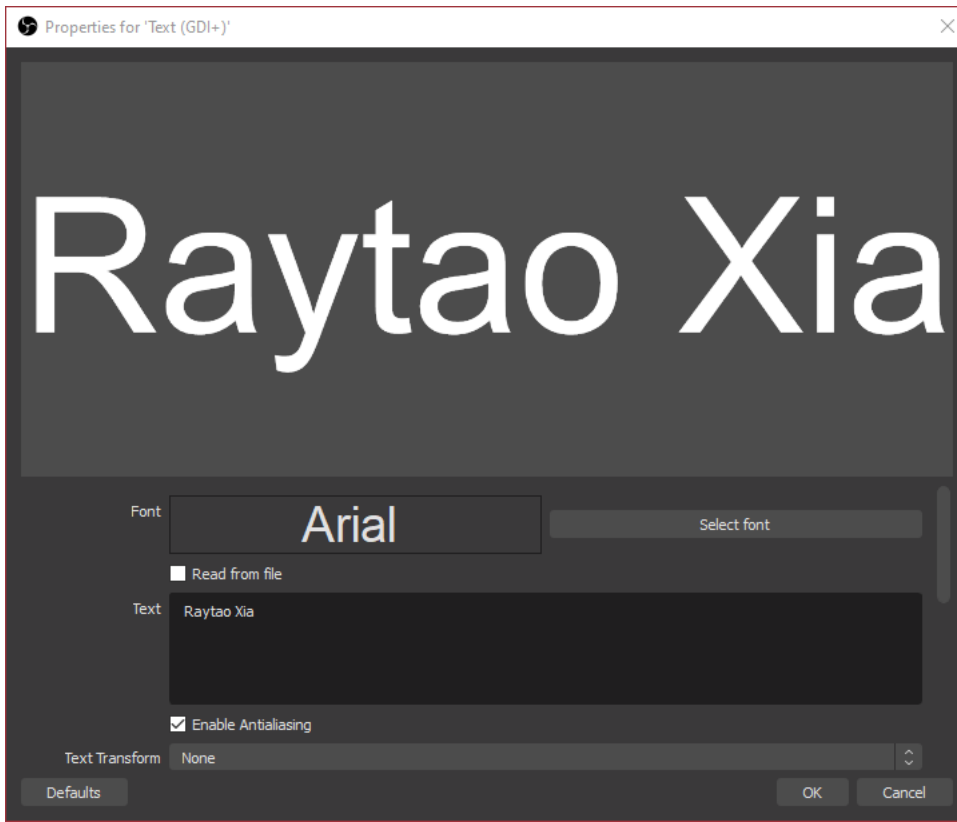 Properties for 'Text (GDI+)'
Raytao Xia
Font
Arial
Select font
Read from file
Text
Raytao Xia
Enable Antialiasing
Text Transform
None
Defaults
OK
Cancel